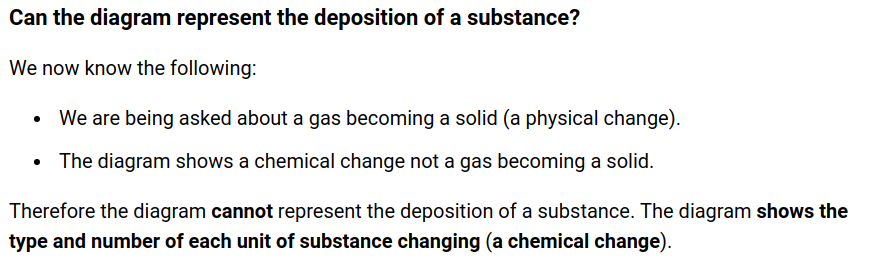 Can the diagram represent the deposition of a substance?
We now know the following:
• We are being asked about a gas becoming a solid (a physical change).
• The diagram shows a chemical change not a gas becoming a solid.
Therefore the diagram cannot represent the deposition of a substance. The diagram shows the
type and number of each unit of substance changing (a chemical change).